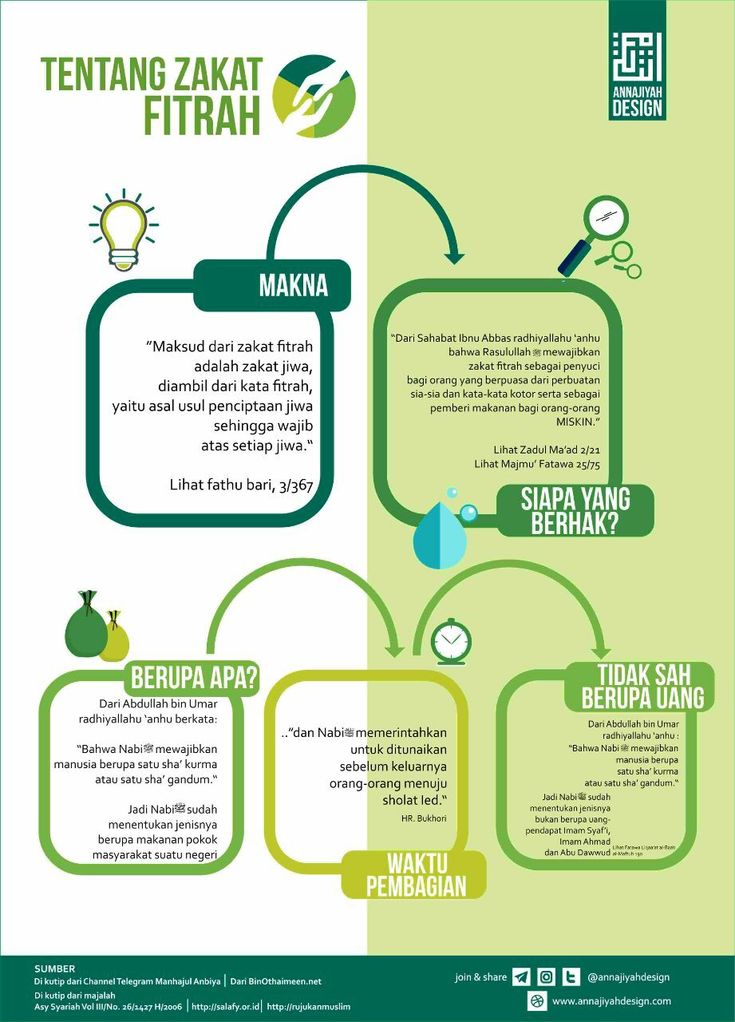 TENTANG ZAKAT
FITRAH
ANNAJIYAH
DESIGN
MAKNA
"Maksud dari zakat fitrah
adalah zakat jiwa,
diambil dari kata fitrah,
yaitu asal usul penciptaan jiwa
sehingga wajib
atas setiap jiwa."
Lihat fathu bari, 3/367
"Dari Sahabat Ibnu Abbas radhiyallahu 'anhu
bahwa Rasulullah ﷺ mewajibkan
zakat fitrah sebagai penyuci
bagi orang yang berpuasa dari perbuatan
sia-sia dan kata-kata kotor serta sebagai
pemberi makanan bagi orang-orang
MISKIN."
Lihat Zadul Ma'ad 2/21
Lihat Majmu' Fatawa 25/75
SIAPA YANG
BERHAK?
BERUPA APA?
Dari Abdullah bin Umar
radhiyallahu 'anhu berkata:
"Bahwa Nabi ﷺ mewajibkan
manusia berupa satu sha' kurma
atau satu sha' gandum."
Jadi Nabi ﷺ sudah
menentukan jenisnya
berupa makanan pokok
masyarakat suatu negeri
.."dan Nabi ﷺ memerintahkan
untuk ditunaikan
sebelum keluarnya
orang-orang menuju
sholat Ied."
HR. Bukhori
WAKTU
PEMBAGIAN
TIDAK SAH
BERUPA UANG
Dari Abdullah bin Umar
radhiyallahu 'anhu :
"Bahwa Nabi ﷺ mewajibkan
manusia berupa
satu sha' kurma
atau satu sha' gandum."
Jadi Nabi ﷺ sudah
menentukan jenisnya
bukan berupa uang-
pendapat Imam Syaf'i,
Imam Ahmad
dan Abu Dawwud
SUMBER
Di kutip dari Channel Telegram Manhajul Anbiya | Dari BinOthaimeen.net
Di kutip dari majalah
Asy Syariah Vol III/No. 26/1427 H/2006 | http://salafy.or.id | http://rujukanmuslim
join & share @annajiyahdesign
www.annajiyahdesign.com